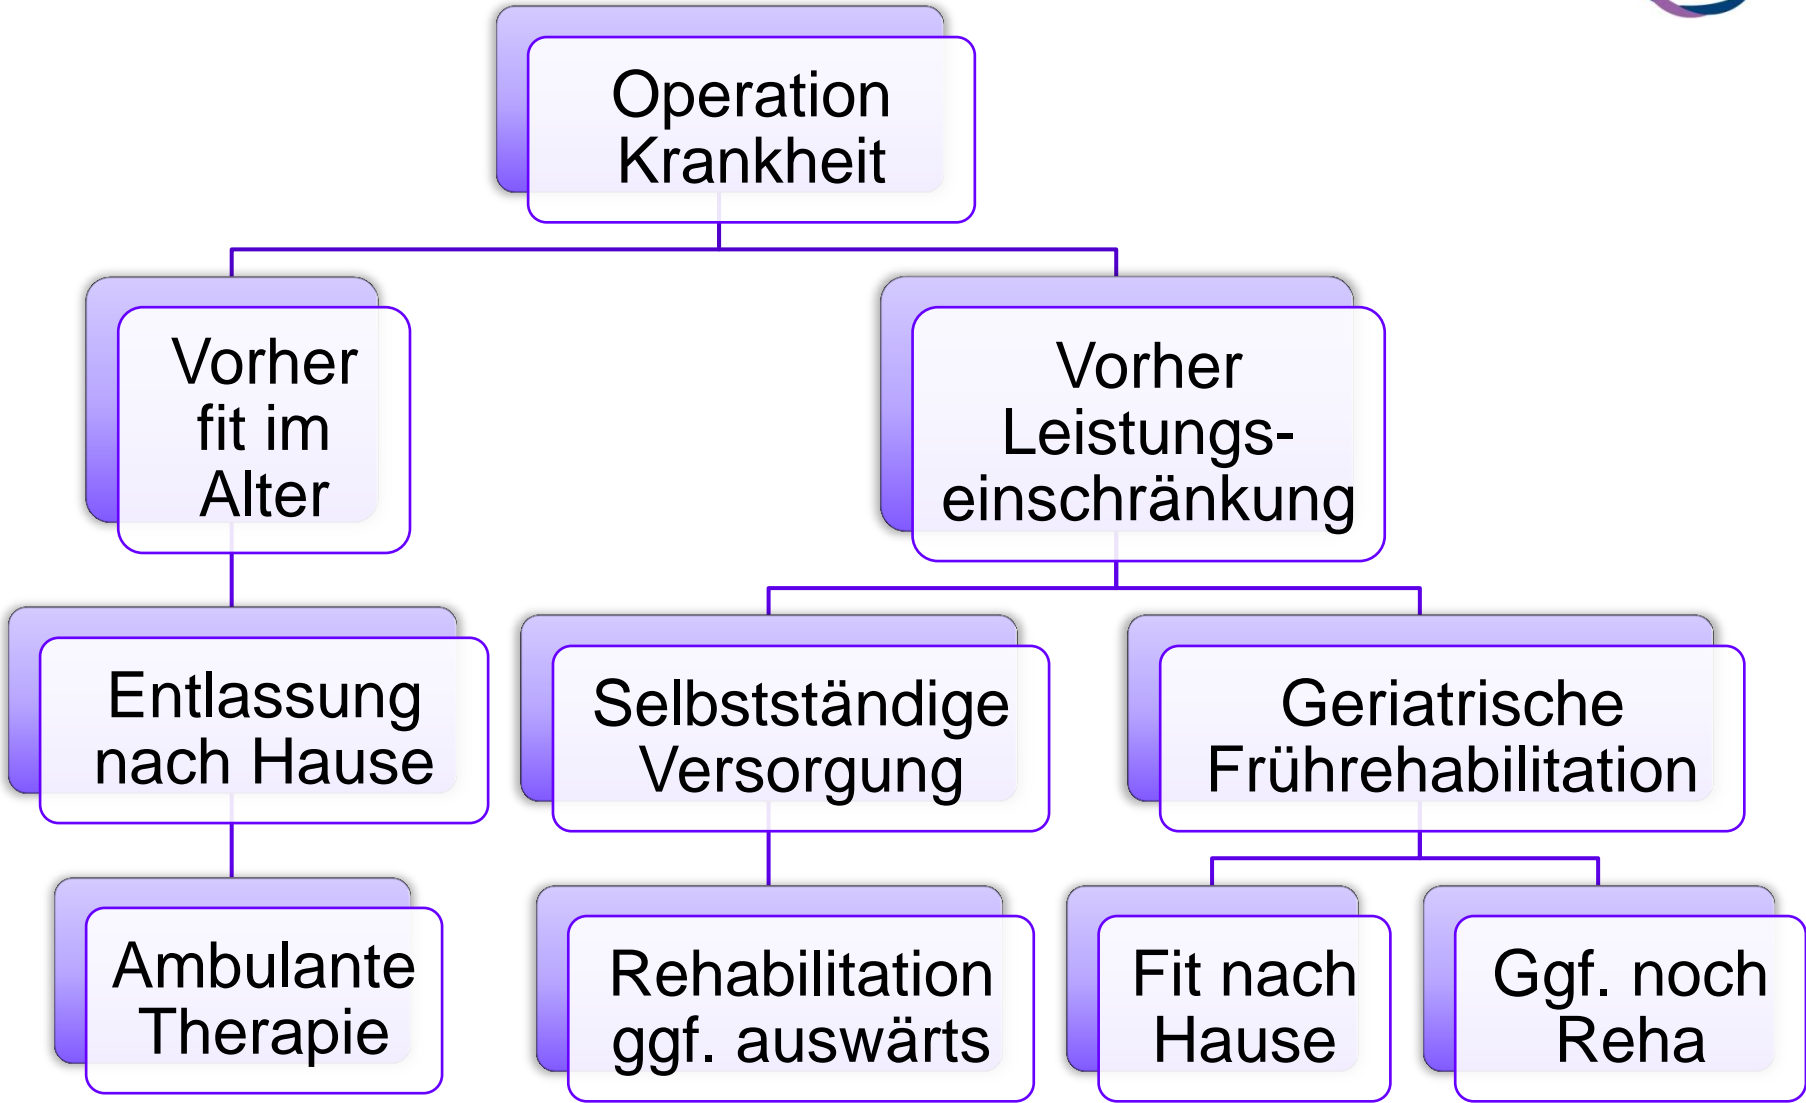 Operation
Krankheit
Vorher
fit im
Alter
Vorher
Leistungs-
einschränkung
Entlassung
nach Hause
Selbstständige
Versorgung
Geriatrische
Frührehabilitation
Ambulante
Therapie
Rehabilitation
ggf. auswärts
Fit nach
Hause
Ggf. noch
Reha